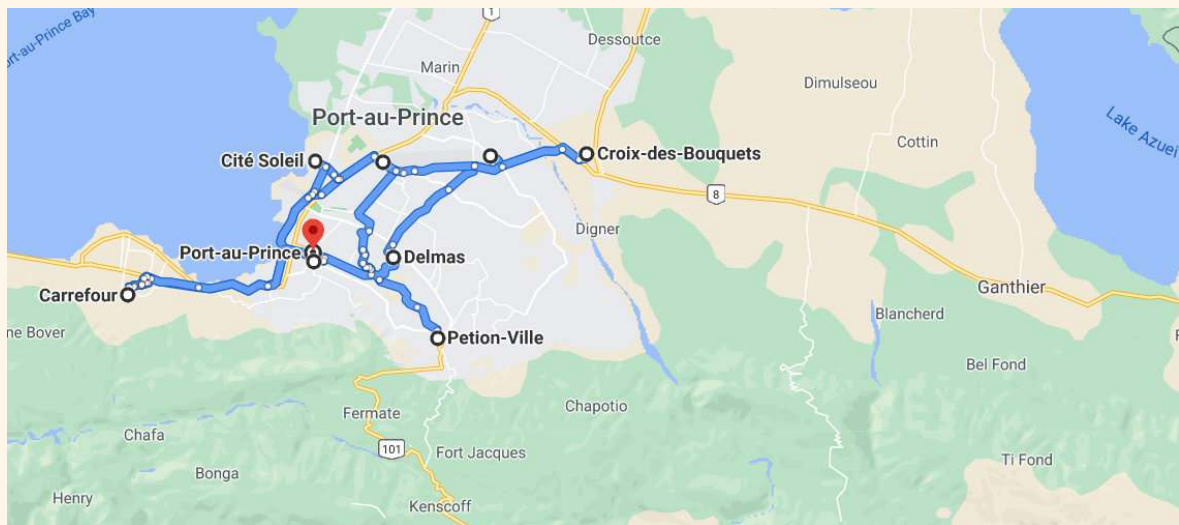 ort-au-Prince Bay
1
Dessoutce
Marin
Dimulseou
Port-au-Prince
Cottin
Lake Azuei
Cité Soleil
Croix-des-Bouquets
8
Digner
Port-au-Prince
Delmas
Ganthier
Carrefour
Blancherd
ne Bover
Petion-Ville
Bel Fond
Chapotio
Fermate
Chafa
101
Fort Jacques
Ti Fond
Bonga
Henry
Kenscoff